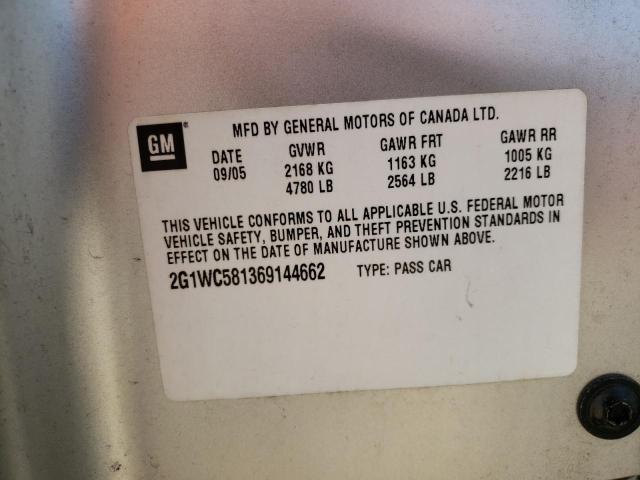 GM®
MFD BY GENERAL MOTORS OF CANADA LTD.
DATE GVWR GAWR FRT GAWR RR
09/05 2168 KG 1163 KG 1005 KG
4780 LB 2564 LB 2216 LB
THIS VEHICLE CONFORMS TO ALL APPLICABLE U.S. FEDERAL MOTOR
VEHICLE SAFETY, BUMPER, AND THEFT PREVENTION STANDARDS IN
EFFECT ON THE DATE OF MANUFACTURE SHOWN ABOVE.
2G1WC581369144662 TYPE: PASS CAR